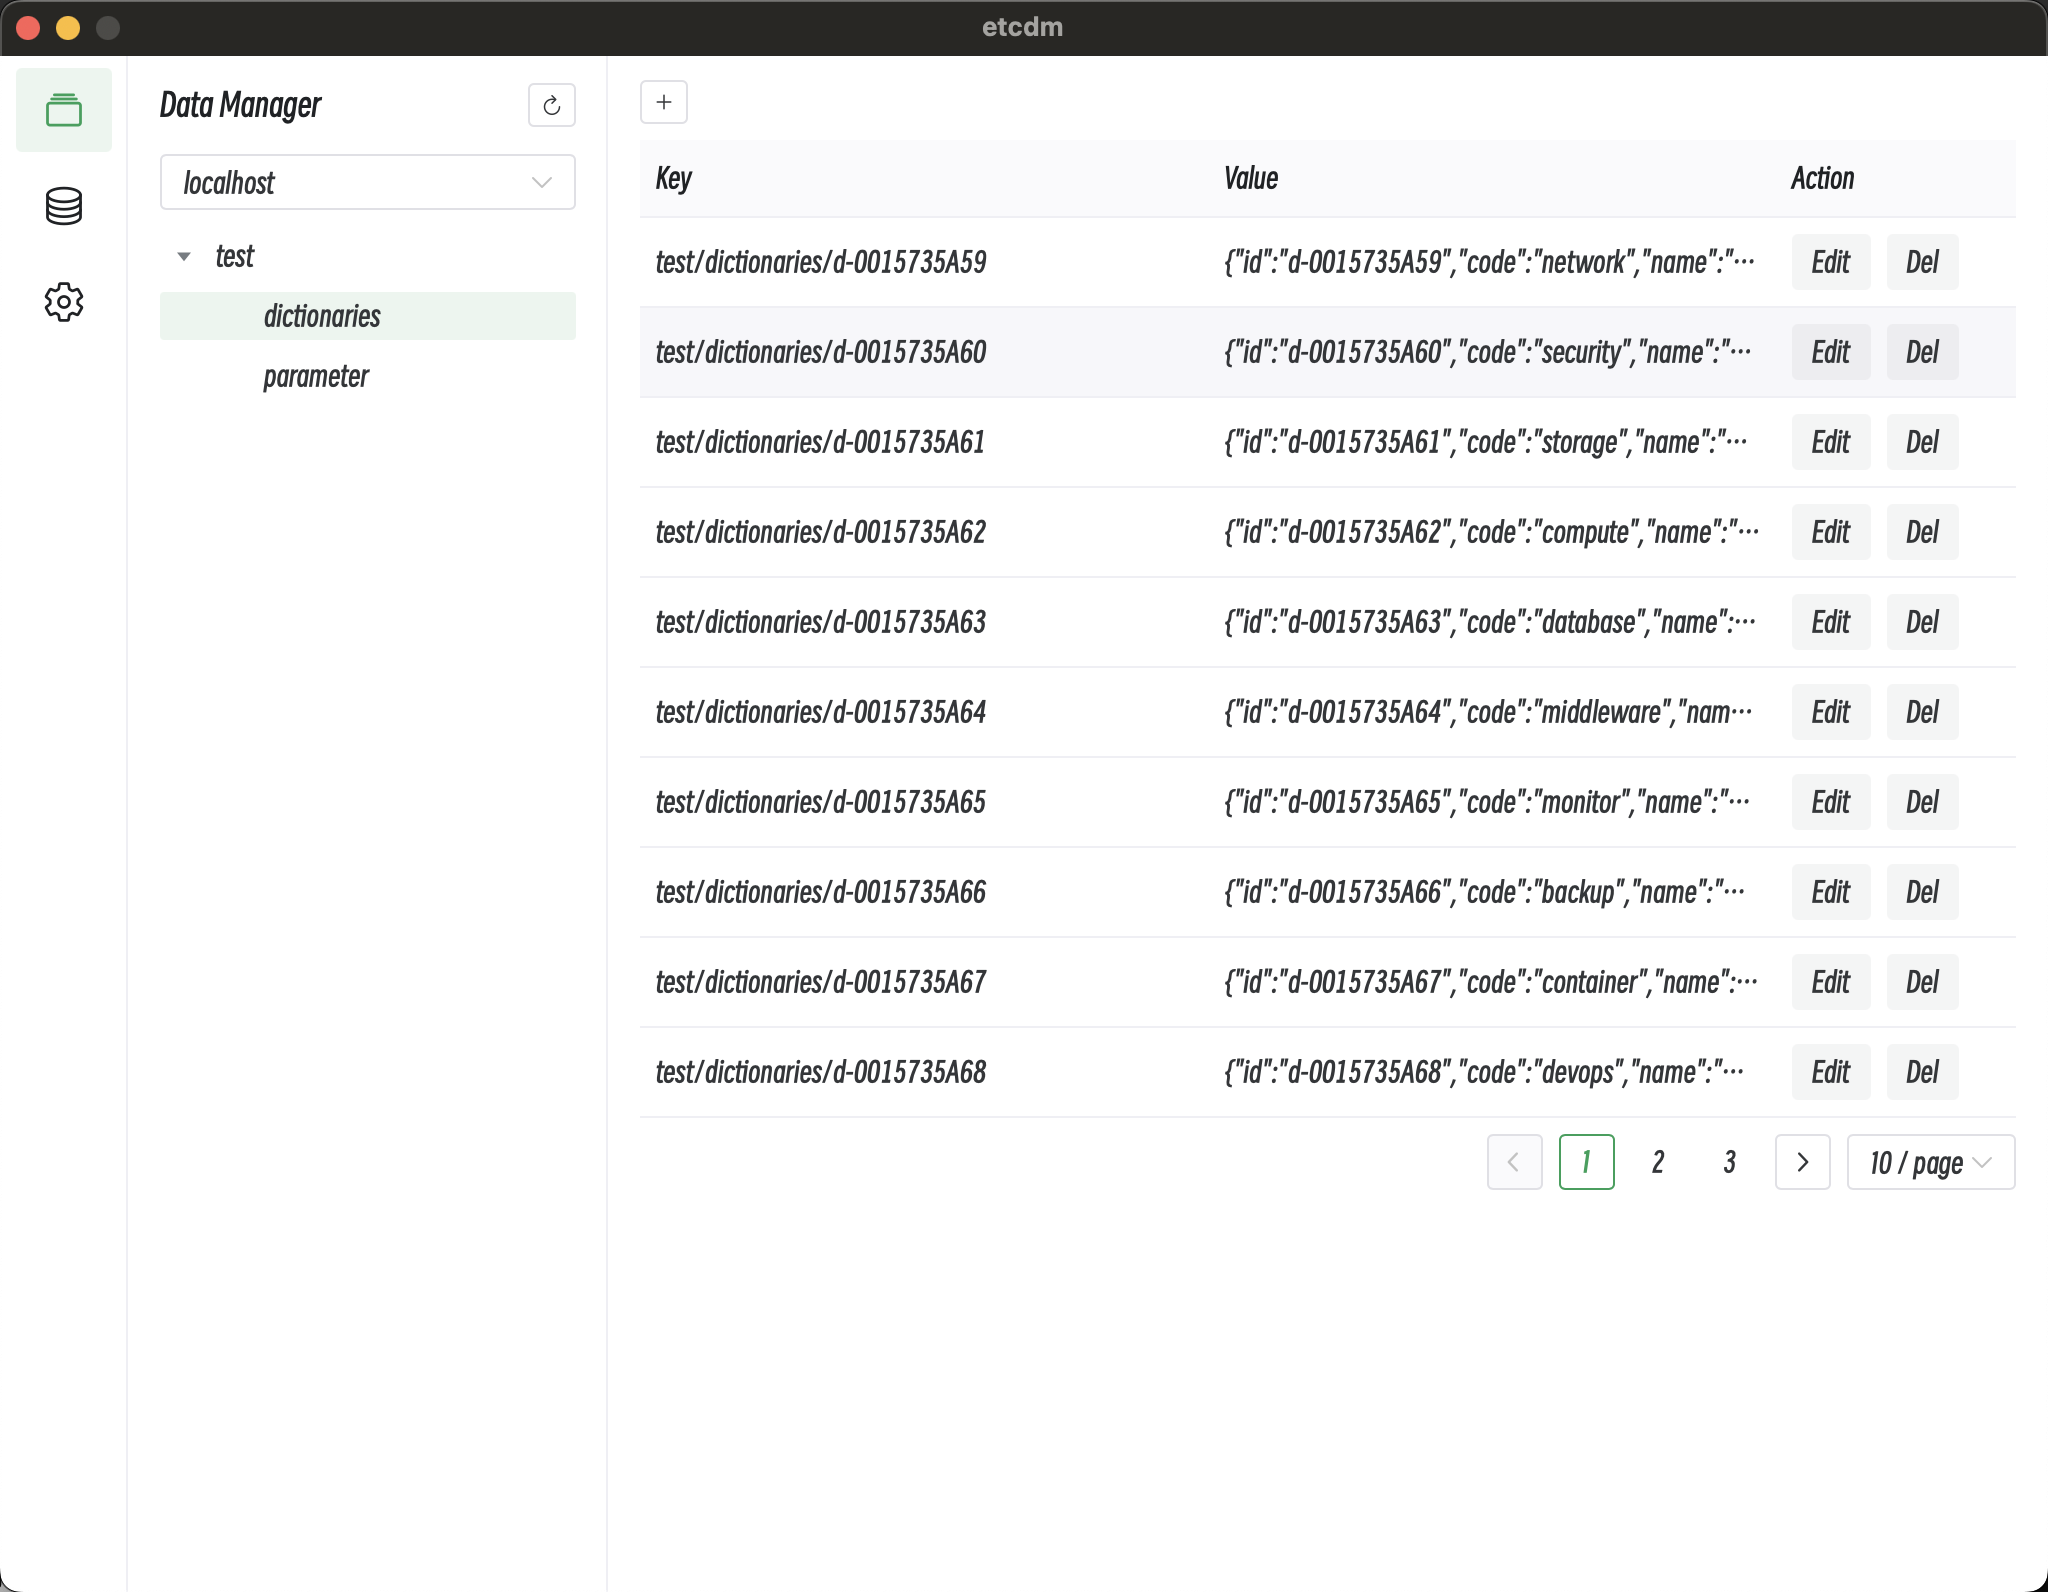 etcdm
Data Manager
localhost
test
dictionaries
parameter
Key Value Action
test/dictionaries/d-0015735A59 {"id":"d-0015735A59","code":"network","name":"··· Edit Del
test/dictionaries/d-0015735A60 {"id":"d-0015735A60","code":"security","name":"··· Edit Del
test/dictionaries/d-0015735A61 {"id":"d-0015735A61","code":"storage","name":"··· Edit Del
test/dictionaries/d-0015735A62 {"id":"d-0015735A62","code":"compute","name":"··· Edit Del
test/dictionaries/d-0015735A63 {"id":"d-0015735A63","code":"database","name":··· Edit Del
test/dictionaries/d-0015735A64 {"id":"d-0015735A64","code":"middleware","nam··· Edit Del
test/dictionaries/d-0015735A65 {"id":"d-0015735A65","code":"monitor","name":"··· Edit Del
test/dictionaries/d-0015735A66 {"id":"d-0015735A66","code":"backup","name":"··· Edit Del
test/dictionaries/d-0015735A67 {"id":"d-0015735A67","code":"container","name":··· Edit Del
test/dictionaries/d-0015735A68 {"id":"d-0015735A68","code":"devops","name":"··· Edit Del
1 2 3 10 / page